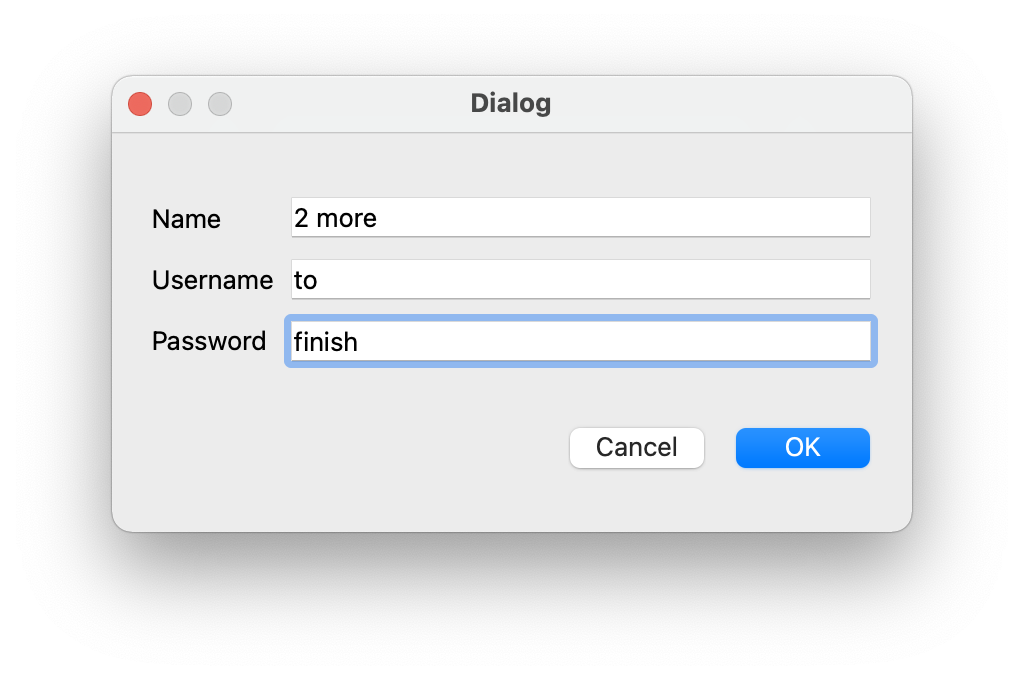 Dialog
Name 2 more
Username to
Password finish
Cancel OK